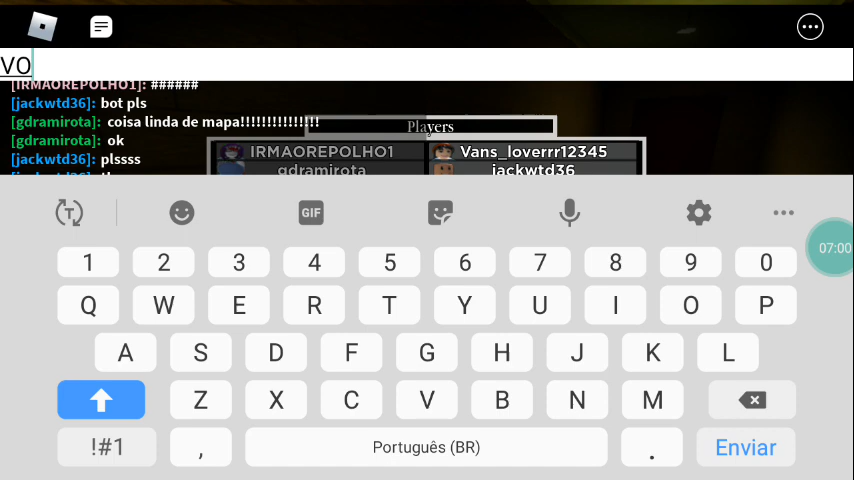 VO
[IRMAOREPOLHO1]: ######
[jackwtd36]: bot pls
[gdramirota]: coisa linda de mapa!!!!!!!!!!!!!!!
[gdramirota]: ok
[jackwtd36]: plssss
Players
IRMAOREPOLHO1 Vans_loverrr12345
gdramirota jackwtd36
T GIF
07:00
1 2 3 4 5 6 7 8 9 0
Q W E R T Y U I O P
A S D F G H J K L
Z X C V B N M
!#1 , Português (BR) . Enviar